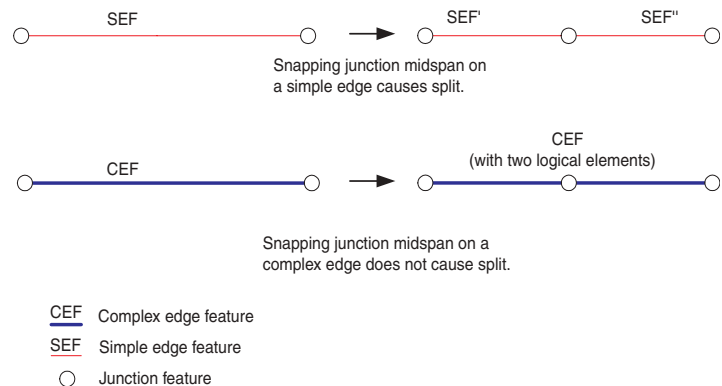 SEF
SEF'
SEF"
Snapping junction midspan on
a simple edge causes split.
CEF
CEF
(with two logical elements)
Snapping junction midspan on a
complex edge does not cause split.
CEF Complex edge feature
SEF Simple edge feature
Junction feature